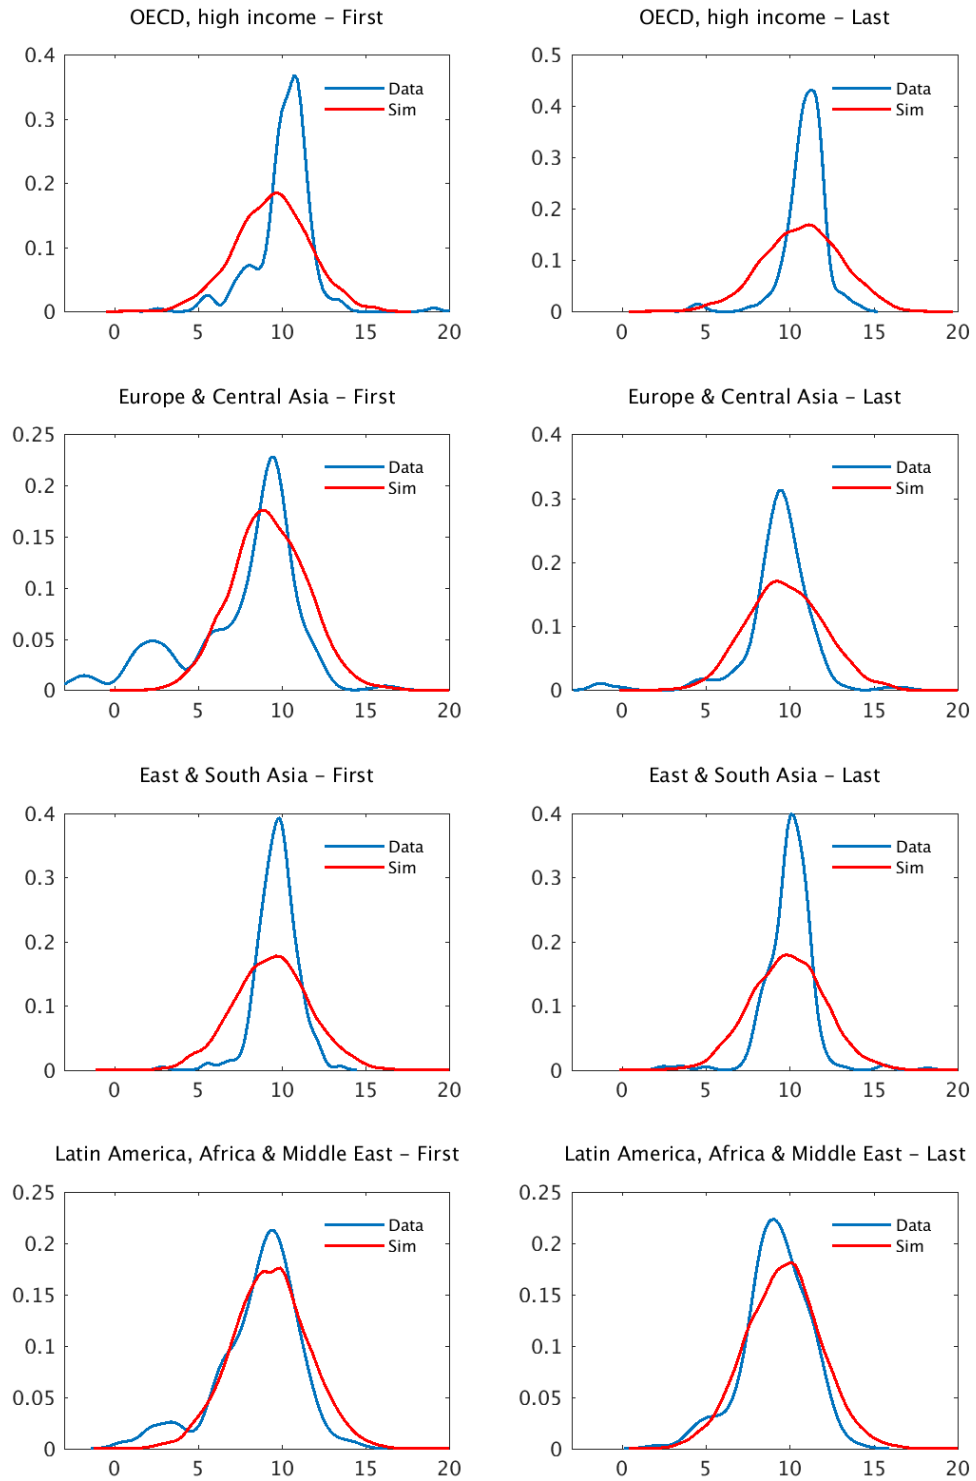 OECD, high income – First
0.4
0.3
0.2
0.1
0
0 5 10 15 20
Data
Sim
OECD, high income – Last
0.5
0.4
0.3
0.2
0.1
0
0 5 10 15 20
Data
Sim
Europe & Central Asia – First
0.25
0.2
0.15
0.1
0.05
0
0 5 10 15 20
Data
Sim
Europe & Central Asia – Last
0.4
0.3
0.2
0.1
0
0 5 10 15 20
Data
Sim
East & South Asia – First
0.4
0.3
0.2
0.1
0
0 5 10 15 20
Data
Sim
East & South Asia – Last
0.4
0.3
0.2
0.1
0
0 5 10 15 20
Data
Sim
Latin America, Africa & Middle East – First
0.25
0.2
0.15
0.1
0.05
0
0 5 10 15 20
Data
Sim
Latin America, Africa & Middle East – Last
0.25
0.2
0.15
0.1
0.05
0
0 5 10 15 20
Data
Sim